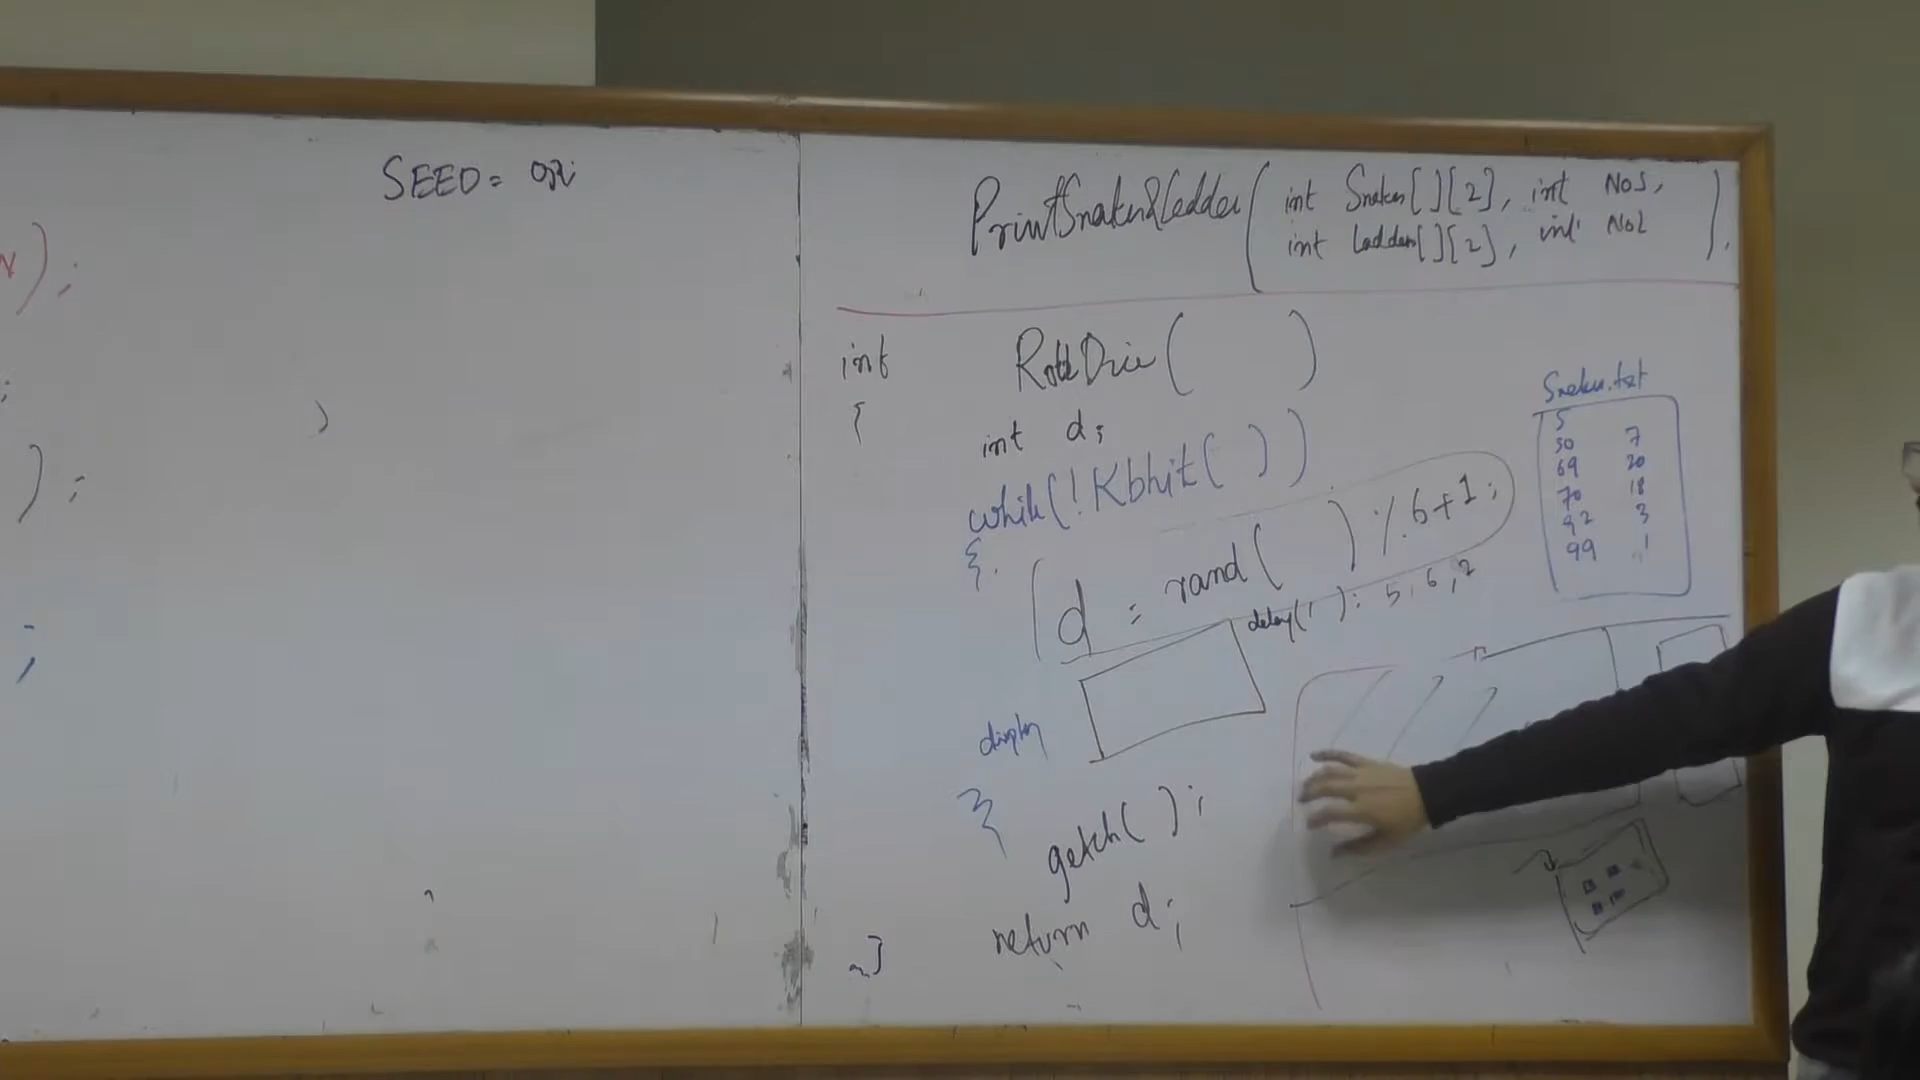 SEED = 
N);
;
)
);
;
PrintSnakes&Ladder( int Snakes[ ][2], int NoS,
int Ladders[ ][2], int NoL );
int RollDice( )
{
int d;
while(!Kbhit( ))
{
d = rand( ) % 6+1;
delay(1): 5, 6, 2
display
}
getch( );
return d;
}
Snakes.txt
5
30 7
69 20
70 18
92 3
99 1